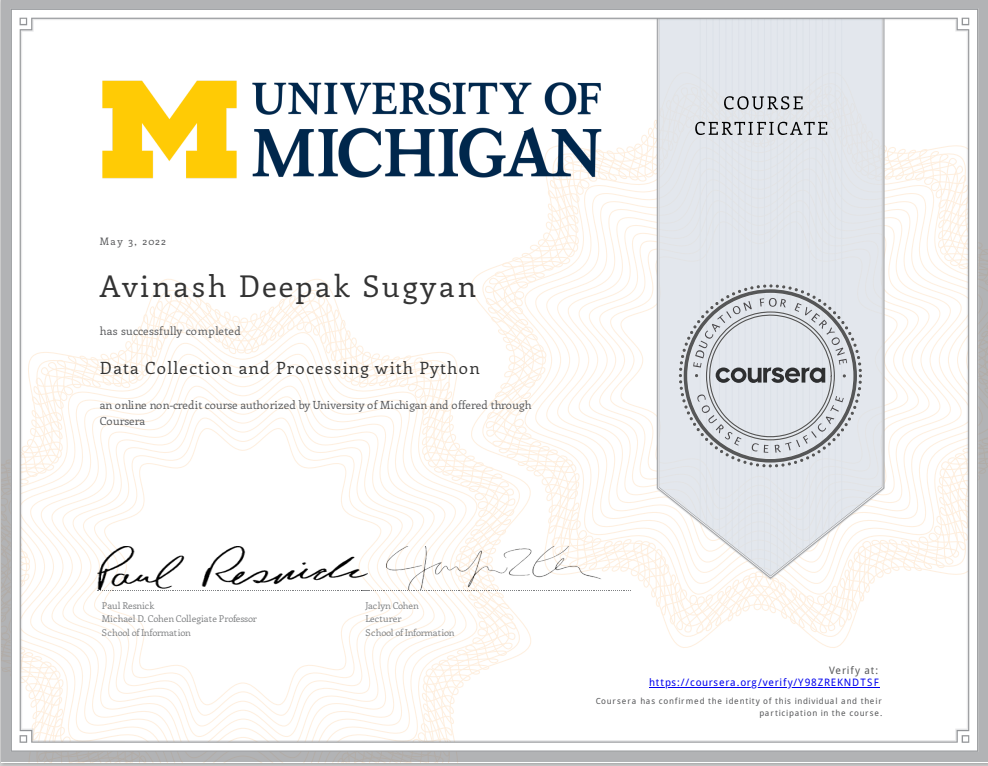 UNIVERSITY OF
MICHIGAN
COURSE
CERTIFICATE
May 3, 2022
Avinash Deepak Sugyan
has successfully completed
Data Collection and Processing with Python
an online non-credit course authorized by University of Michigan and offered through
Coursera
EDUCATION FOR EVERYONE
coursera
COURSE CERTIFICATE
Paul Resnick
Paul Resnick
Michael D. Cohen Collegiate Professor
School of Information
Jaclyn Cohen
Lecturer
School of Information
Verify at:
https://coursera.org/verify/Y98ZREKNDTSF
Coursera has confirmed the identity of this individual and their
participation in the course.